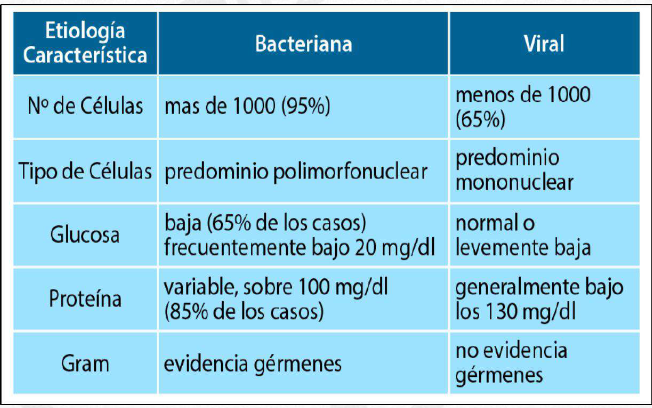 Etiología
Característica
Bacteriana
Viral
Nº de Células
mas de 1000 (95%)
menos de 1000
(65%)
Tipo de Células
predominio polimorfonuclear
predominio
mononuclear
Glucosa
baja (65% de los casos)
frecuentemente bajo 20 mg/dl
normal o
levemente baja
Proteína
variable, sobre 100 mg/dl
(85% de los casos)
generalmente bajo
los 130 mg/dl
Gram
evidencia gérmenes
no evidencia
gérmenes